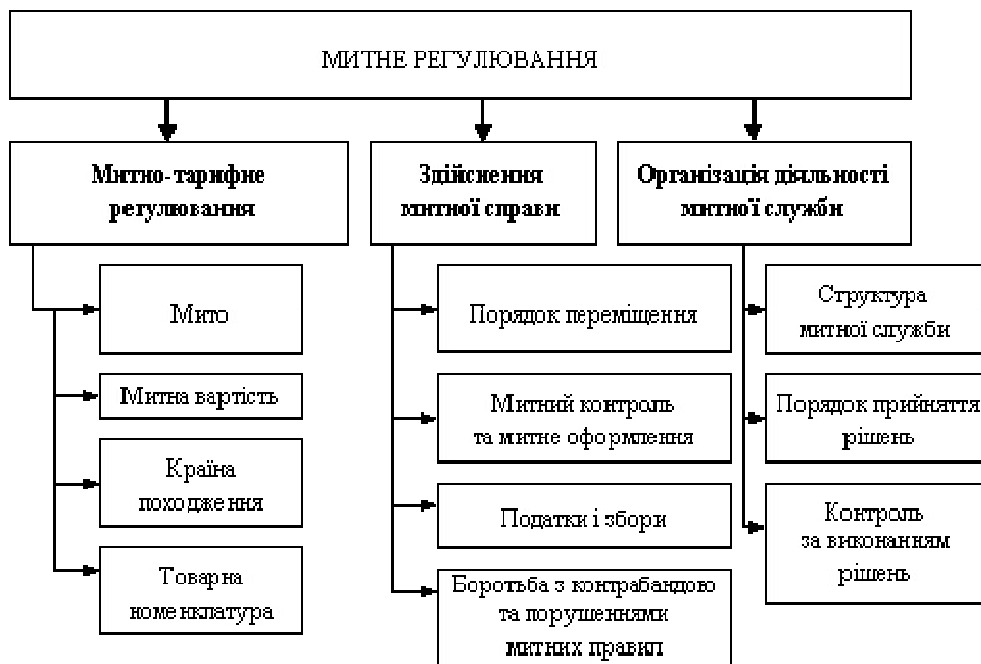 МИТНЕ РЕГУЛЮВАННЯ
Митно-тарифне
регулювання
Здійснення
митної справи
Організація діяльності
митної служби
Мито
Митна вартість
Країна
походження
Товарна
номенклатура
Порядок переміщення
Митний контроль
та митне оформлення
Податки і збори
Боротьба з контрабандою
та порушеннями
митних правил
Структура
митної служби
Порядок прийняття
рішень
Контроль
за виконанням
рішень